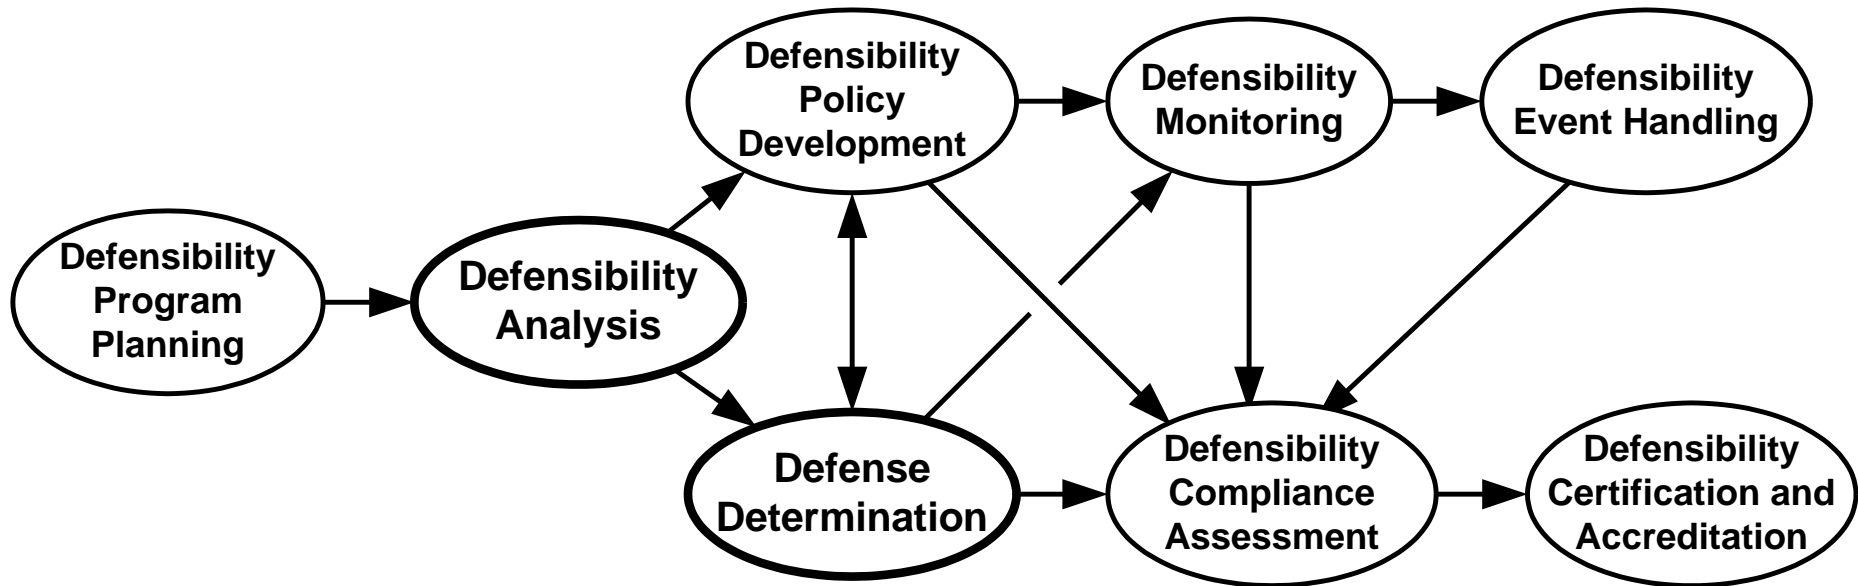 Defensibility
Program
Planning
Defensibility
Analysis
Defensibility
Policy
Development
Defense
Determination
Defensibility
Monitoring
Defensibility
Event Handling
Defensibility
Compliance
Assessment
Defensibility
Certification and
Accreditation